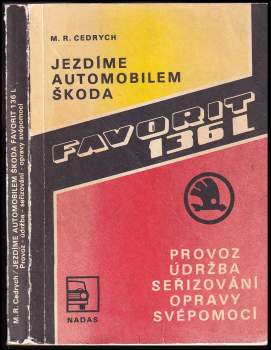 M. R. CEDRYCH
JEZDÍME
AUTOMOBILEM
ŠKODA
FAVORIT
136 L
PROVOZ
ÚDRŽBA
SEŘIZOVÁNÍ
OPRAVY
SVÉPOMOCÍ
NADAS
M. R. Cedrych / JEZDÍME AUTOMOBILEM ŠKODA FAVORIT 136 L
Provoz - údržba - seřizování - opravy svépomocí